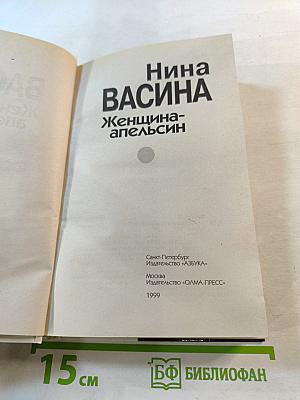 Нина
ВАСИНА
Женщина-
апельсин
Санкт-Петербург
Издательство «АЗБУКА»
Москва
Издательство «ОЛМА-ПРЕСС»
1999
15 см
БФ БИБЛИОФАН